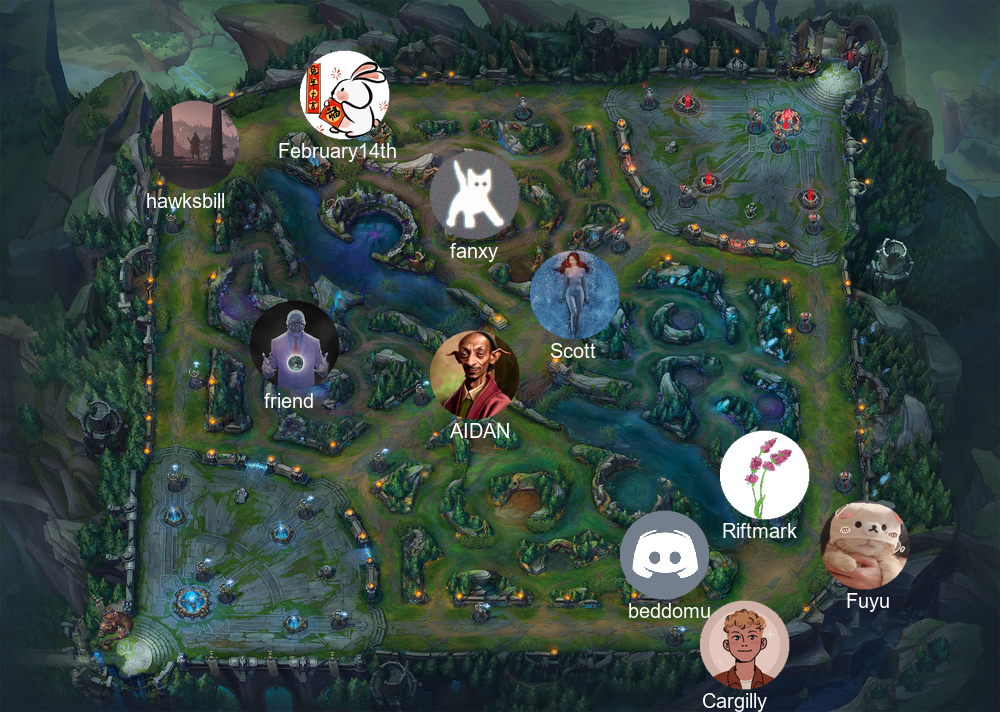 February14th
hawksbill
fanxy
Scott
friend
AIDAN
Riftmark
Fuyu
beddomu
Cargilly